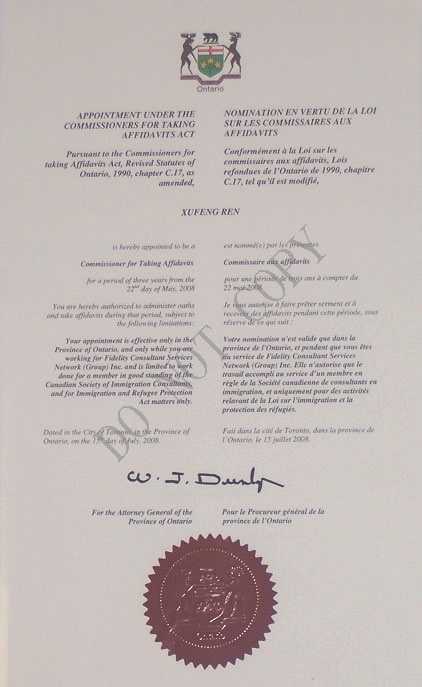 Ontario
APPOINTMENT UNDER THE
COMMISSIONERS FOR TAKING
AFFIDAVITS ACT
Pursuant to the Commissioners for
taking Affidavits Act, Revised Statutes of
Ontario, 1990, chapter C.17, as
amended,
NOMINATION EN VERTU DE LA LOI
SUR LES COMMISSAIRES AUX
AFFIDAVITS
Conformément à la Loi sur les
commissaires aux affidavits, Lois
refondues de l'Ontario de 1990, chapitre
C.17, tel qu'il est modifié,
XUFENG REN
is hereby appointed to be a
Commissioner for Taking Affidavits
for a period of three years from the
22nd day of May, 2008
You are hereby authorized to administer oaths
and take affidavits during that period, subject to
the following limitations:
Your appointment is effective only in the
Province of Ontario, and only while you are
working for Fidelity Consultant Services
Network (Group) Inc. and is limited to work
done for a member in good standing of the
Canadian Society of Immigration Consultants
and for Immigration and Refugee Protection
Act matters only.
Dated in the City of Toronto, in the Province of
Ontario, on the 15th day of July, 2008.
est nommé(e) par les présentes
Commissaire aux affidavits
pour une période de trois ans à compter du
22 mai 2008
Je vous autorise à faire prêter serment et à
recevoir des affidavits pendant cette période, sous
réserve de ce qui suit :
Votre nomination n'est valide que dans la
province de l'Ontario, et pendant que vous êtes
au service de Fidelity Consultant Services
Network (Group) Inc. Elle n'autorise que le
travail accompli au service d'un membre en
règle de la Société canadienne de consultants en
immigration, et uniquement pour des activités
relevant de la Loi sur l'immigration et la
protection des réfugiés.
Fait dans la cité de Toronto, dans la province de
l'Ontario, le 15 juillet 2008.
DO NOT COPY
W. J. Dunlop
For the Attorney General of the
Province of Ontario
Pour le Procureur général de la
province de l'Ontario